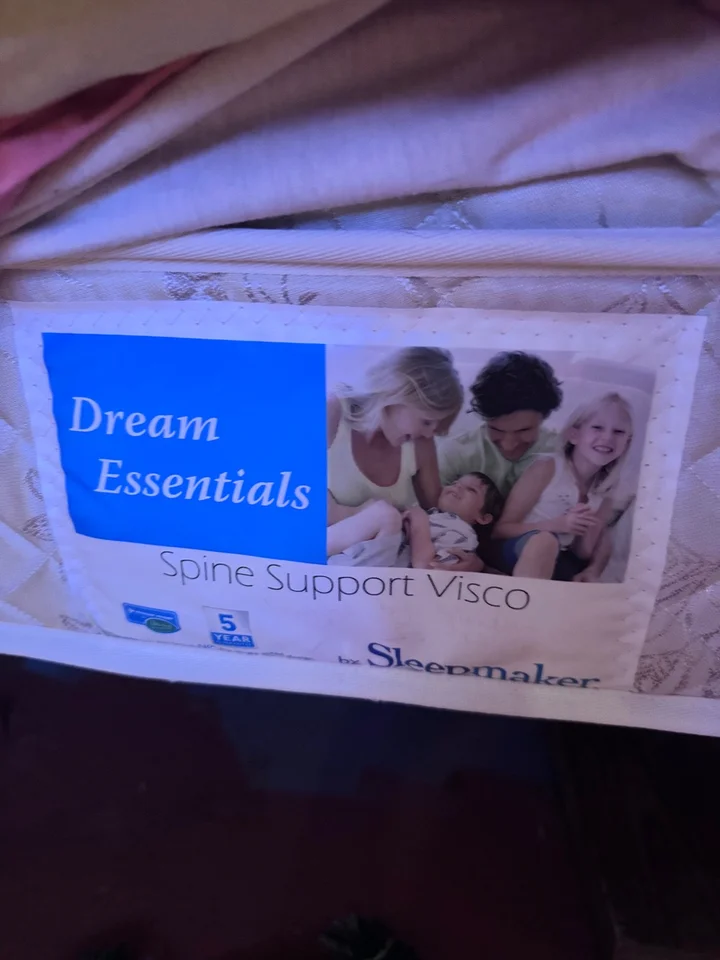 Dream
Essentials
Spine Support Visco
5
YEAR
by Sleepmaker